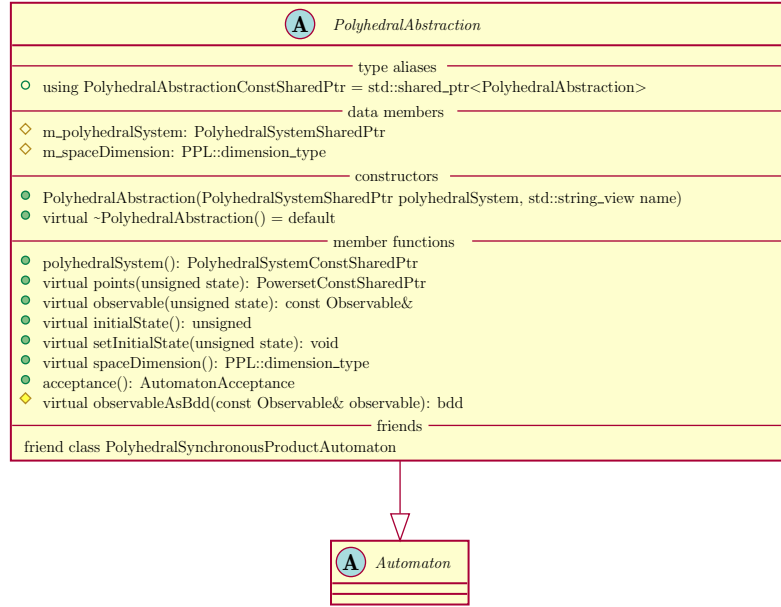 A PolyhedralAbstraction
type aliases
using PolyhedralAbstractionConstSharedPtr = std::shared_ptr<PolyhedralAbstraction>
data members
m_polyhedralSystem: PolyhedralSystemSharedPtr
m_spaceDimension: PPL::dimension_type
constructors
PolyhedralAbstraction(PolyhedralSystemSharedPtr polyhedralSystem, std::string_view name)
virtual ~PolyhedralAbstraction() = default
member functions
polyhedralSystem(): PolyhedralSystemConstSharedPtr
virtual points(unsigned state): PowersetConstSharedPtr
virtual observable(unsigned state): const Observable&
virtual initialState(): unsigned
virtual setInitialState(unsigned state): void
virtual spaceDimension(): PPL::dimension_type
acceptance(): AutomatonAcceptance
virtual observableAsBdd(const Observable& observable): bdd
friends
friend class PolyhedralSynchronousProductAutomaton
A Automaton